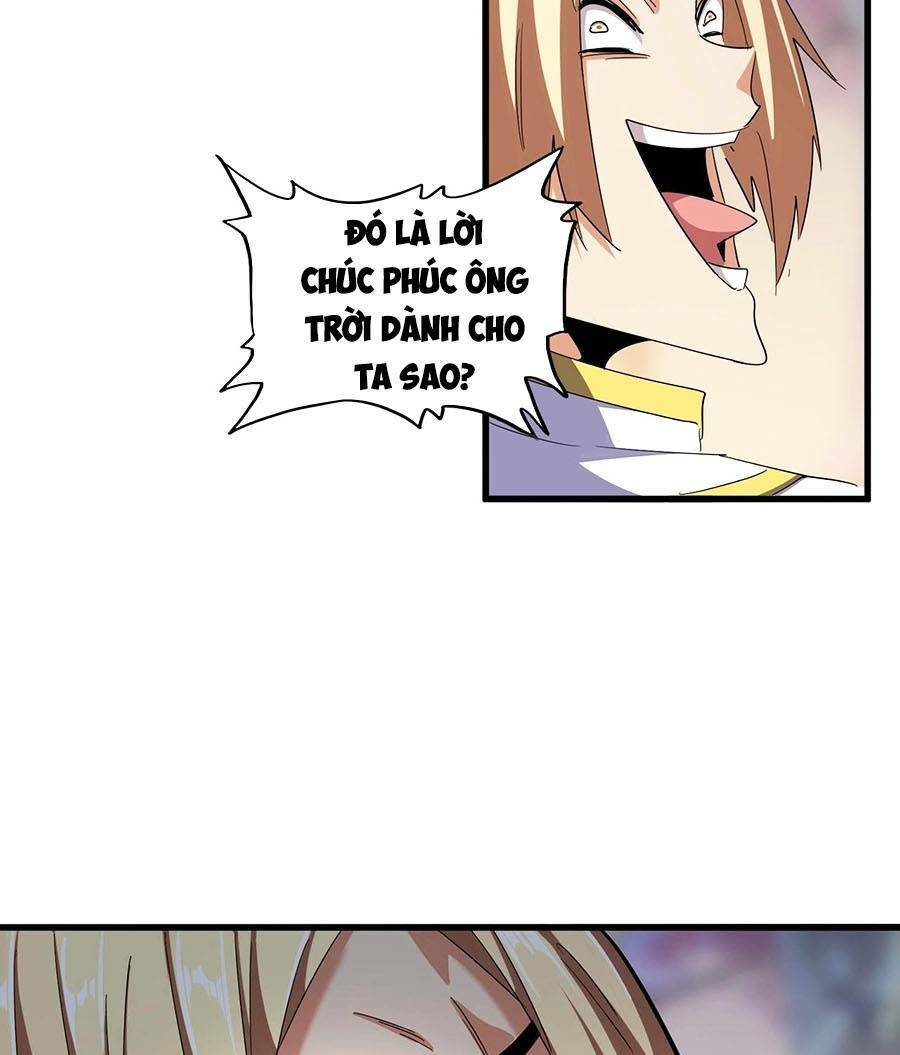 ĐÓ LÀ LỜI
CHÚC PHÚC ÔNG
TRỜI DÀNH CHO
TA SAO?